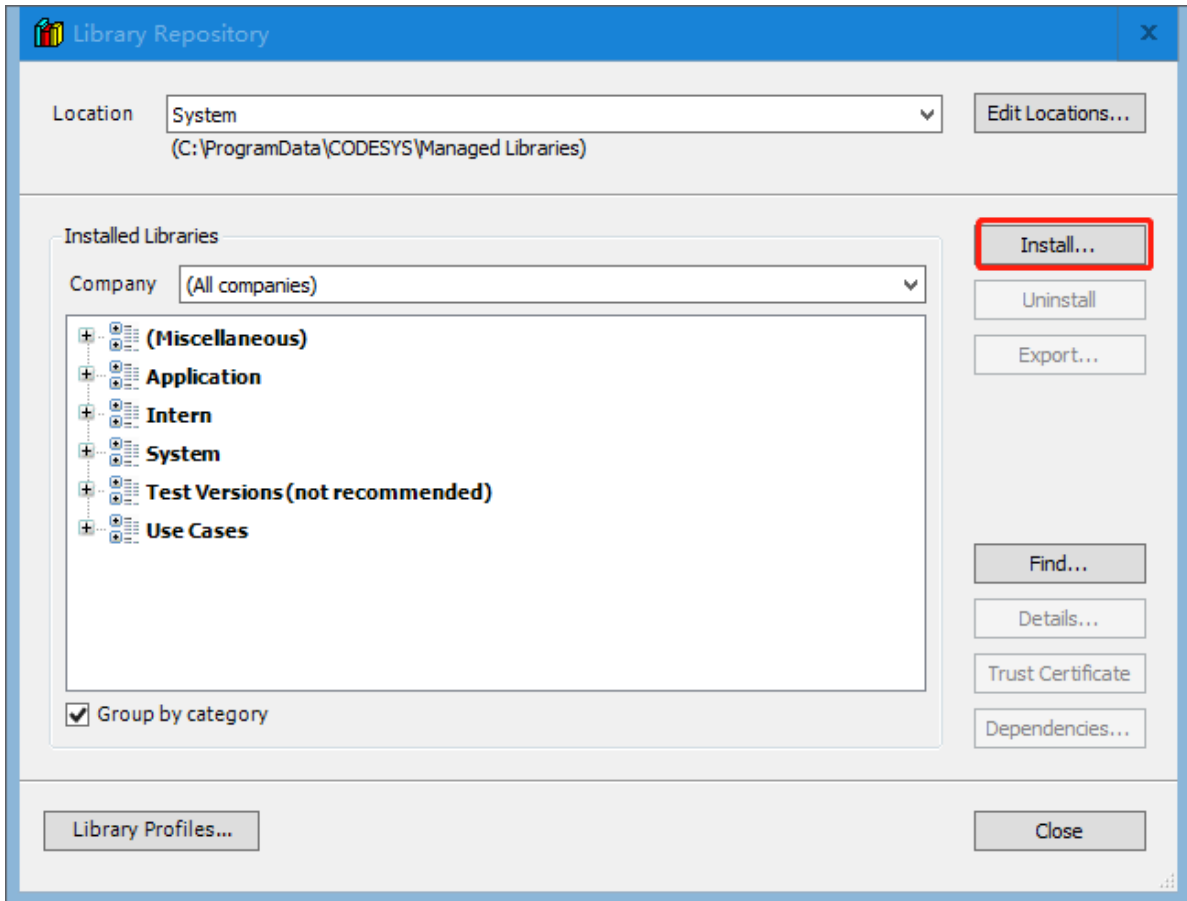 Library Repository
Location System Edit Locations...
(C:\ProgramData\CODESYS\Managed Libraries)
Installed Libraries
Install...
Company (All companies)
Uninstall
Export...
(Miscellaneous)
Application
Intern
System
Test Versions(not recommended)
Use Cases
Find...
Details...
Trust Certificate
Group by category
Dependencies...
Library Profiles... Close